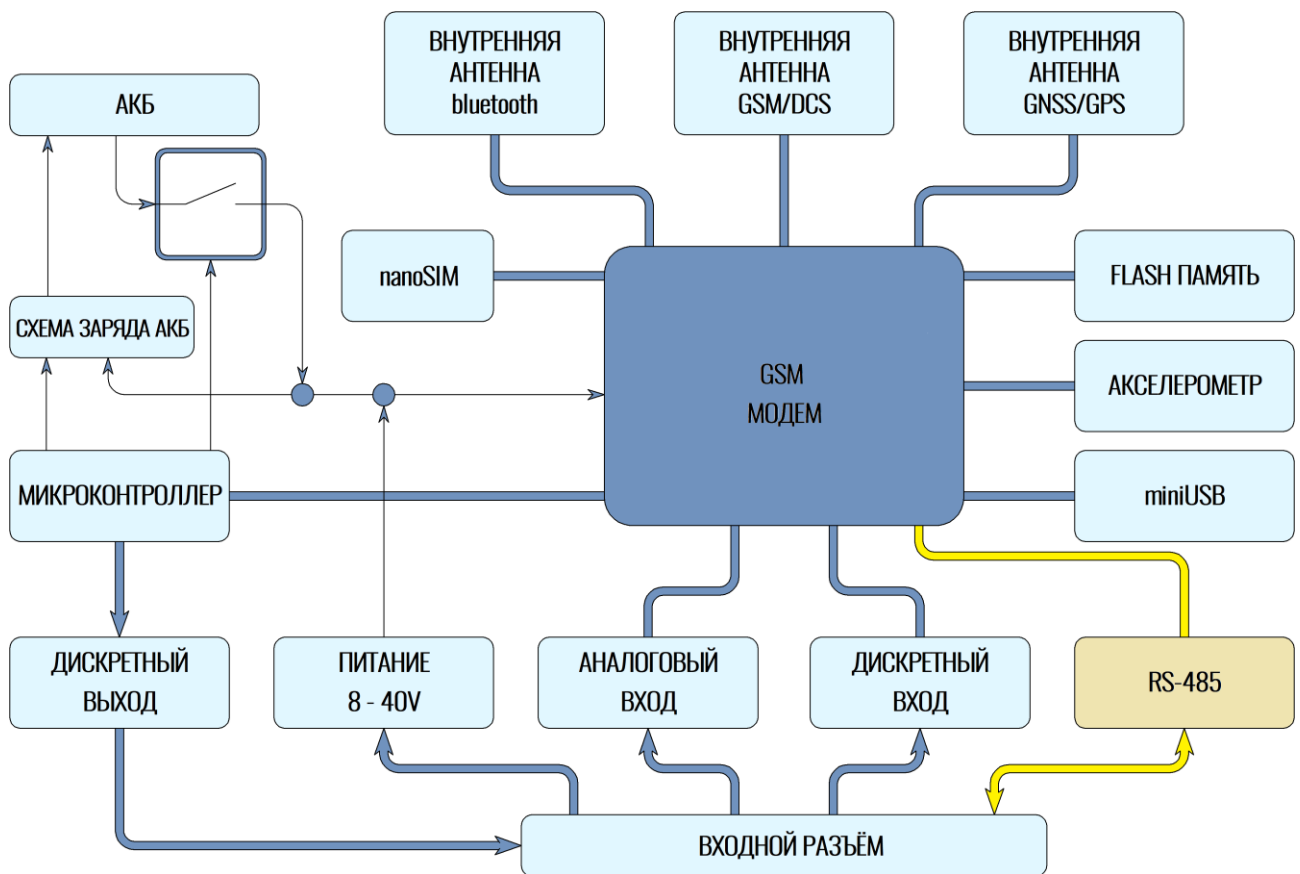 ВНУТРЕННЯЯ
АНТЕННА
bluetooth
ВНУТРЕННЯЯ
АНТЕННА
GSM/DCS
ВНУТРЕННЯЯ
АНТЕННА
GNSS/GPS
АКБ
nanoSIM
FLASH ПАМЯТЬ
СХЕМА ЗАРЯДА АКБ
GSM
МОДЕМ
АКСЕЛЕРОМЕТР
МИКРОКОНТРОЛЛЕР
miniUSB
ДИСКРЕТНЫЙ
ВЫХОД
ПИТАНИЕ
8 - 40V
АНАЛОГОВЫЙ
ВХОД
ДИСКРЕТНЫЙ
ВХОД
RS-485
ВХОДНОЙ РАЗЪЁМ